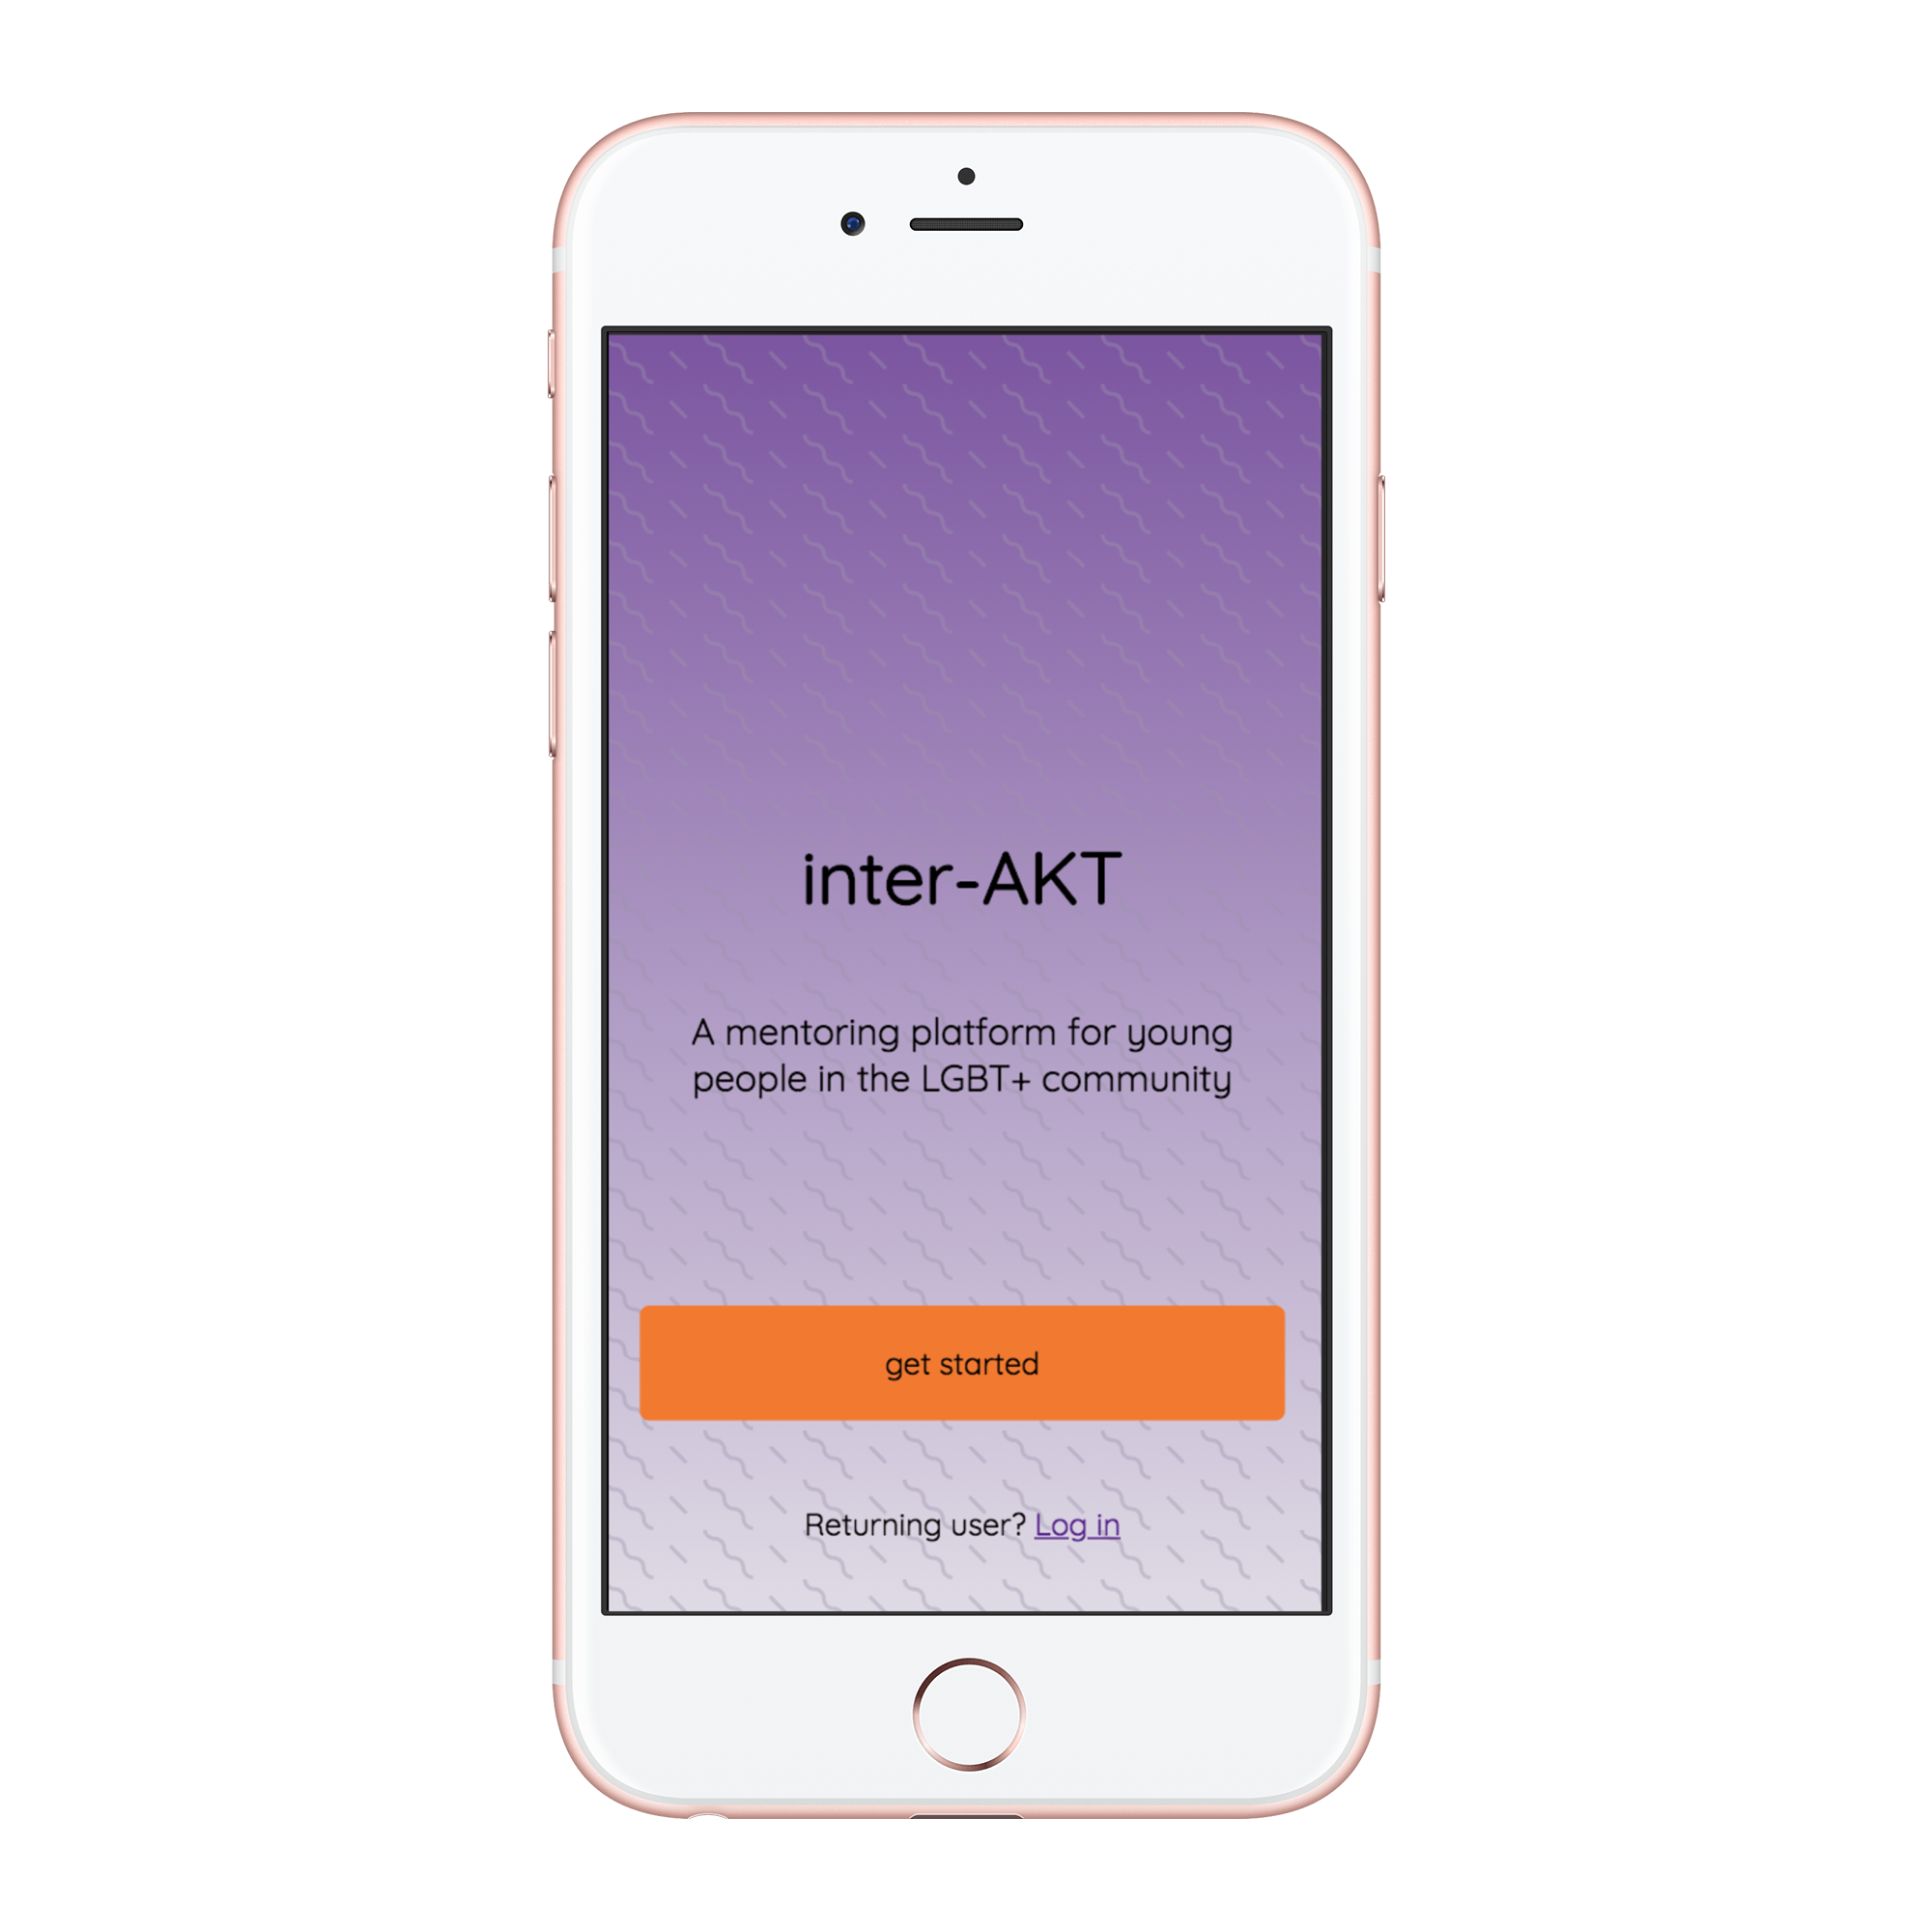 inter-AKT
A mentoring platform for young
people in the LGBT+ community
get started
Returning user? Log in